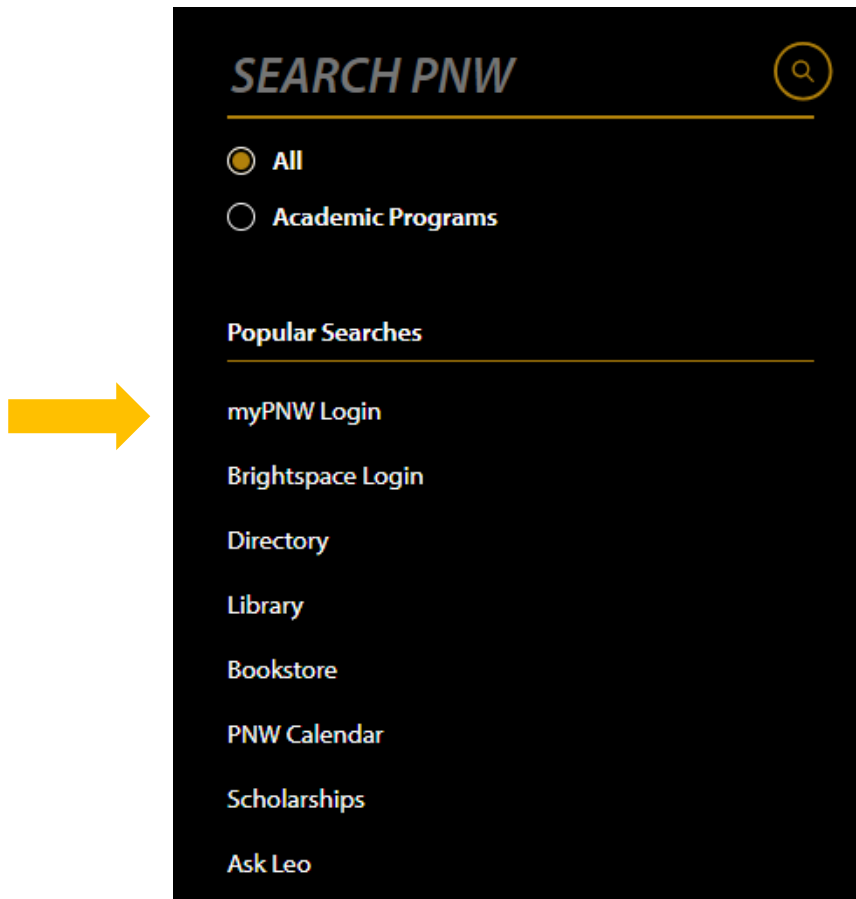 SEARCH PNW
All
Academic Programs
Popular Searches
myPNW Login
Brightspace Login
Directory
Library
Bookstore
PNW Calendar
Scholarships
Ask Leo